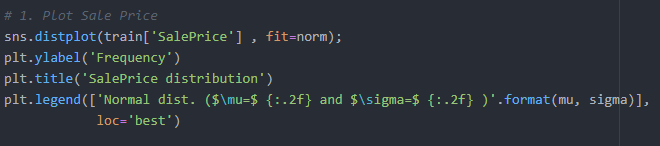 # 1. Plot Sale Price
sns.distplot(train['SalePrice'] , fit=norm);
plt.ylabel('Frequency')
plt.title('SalePrice distribution')
plt.legend(['Normal dist. ($\mu=$ {:.2f} and $\sigma=$ {:.2f} )'.format(mu, sigma)],
            loc='best')